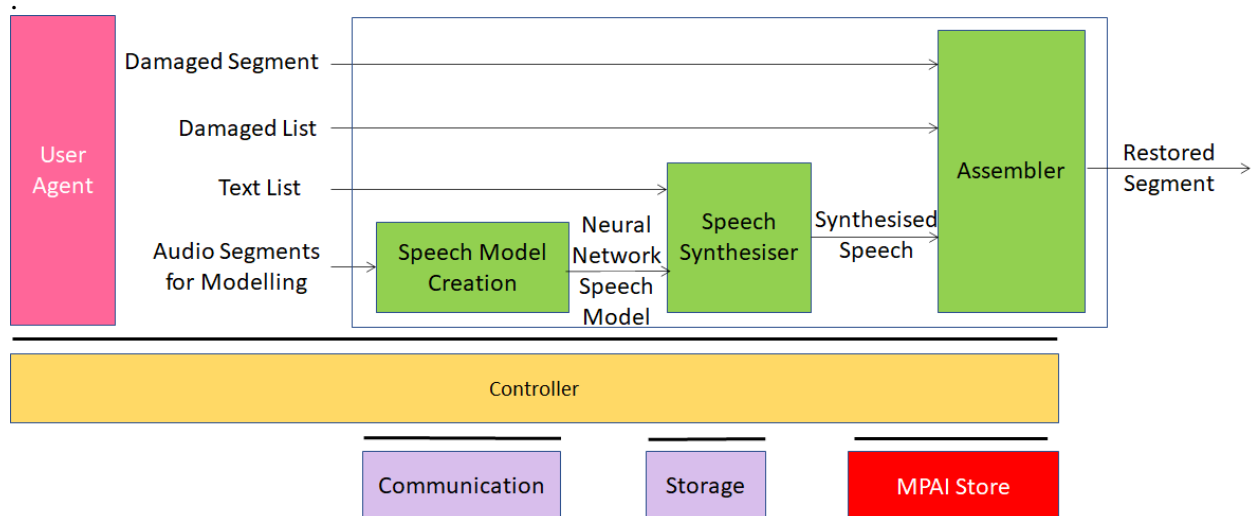 .
Damaged Segment
Damaged List
User
Agent
Text List
Audio Segments
for Modelling
Speech Model
Creation
Neural
Network
Speech
Model
Speech
Synthesiser
Synthesised
Speech
Assembler
Restored
Segment
Controller
Communication
Storage
MPAI Store